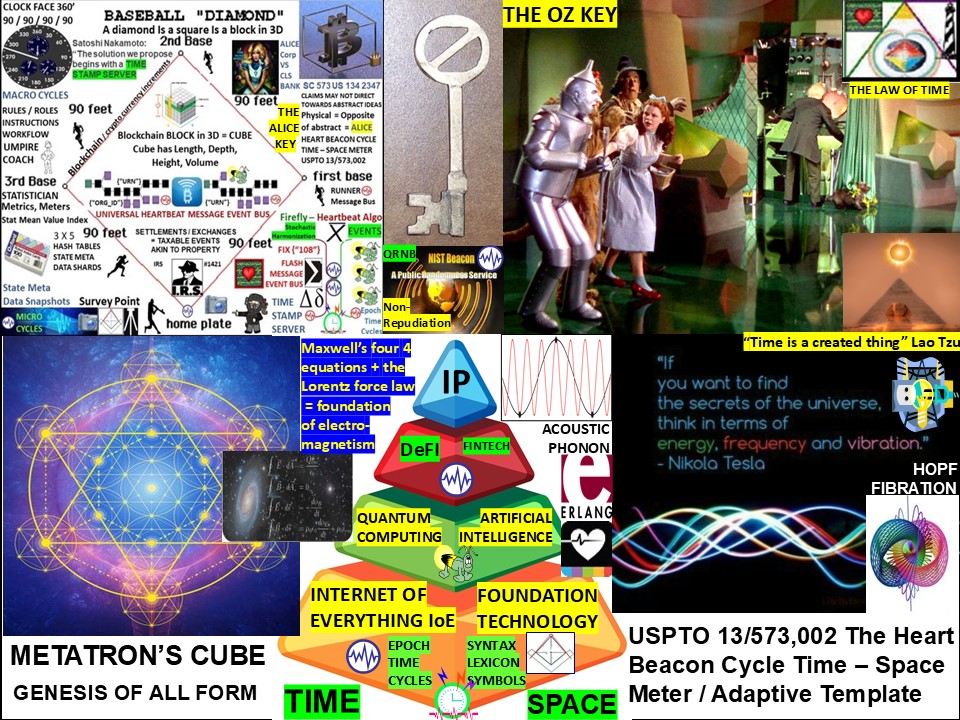 CLOCK FACE 360'
90 / 90 / 90 / 90
BASEBALL "DIAMOND"
A diamond Is a square Is a block in 3D
2nd Base
Satoshi Nakamoto:
"The solution we propose
begins with a TIME
STAMP SERVER
MACRO CYCLES
RULES / ROLES
INSTRUCTIONS
WORKFLOW
UMPIRE
COACH
90 feet
90 feet
Blockchain / crypto currency increments
Blockchain BLOCK in 3D = CUBE
Cube has Length, Depth,
Height, Volume
ALICE
Corp
VS
CLS
BANK SC 573 US 134 2347
CLAIMS MAY NOT DIRECT
TOWARDS ABSTRACT IDEAS
Physical = Opposite
of abstract = ALICE
HEART BEACON CYCLE
TIME – SPACE METER
USPTO 13/573,002
THE
ALICE
KEY
3rd Base
STATISTICIAN
Metrics, Meters
Stat Mean Value Index
("URN")
("ORG_ID")
("URN")
UNIVERSAL HEARTBEAT MESSAGE EVENT BUS
first base
RUNNER
Message Bus
Firefly – Heartbeat Algo
Stochastic
Harmonization
EVENTS
3 X 5
HASH TABLES
STATE META
DATA SHARDS
90 feet
SETTLEMENTS / EXCHANGES
= TAXABLE EVENTS
AKIN TO PROPERTY
90 feet
IRS
#1421
I.R.S.
FIX ("108")
FLASH
MESSAGE
EVENT BUS
State Meta
Data Snapshots
Survey Point
MICRO
CYCLES
home plate
TIME
STAMP
SERVER
Δδ
Epoch
Time
Cycles
QRNB
NIST Beacon
A Public Randomness Service
Non-
Repudiation
THE OZ KEY
THE LAW OF TIME
"Time is a created thing" Lao Tzu
Maxwell's four 4
equations + the
Lorentz force law
= foundation
of electro-
magnetism
IP
DeFI
FINTECH
ACOUSTIC
PHONON
ERLANG
QUANTUM
COMPUTING
ARTIFICIAL
INTELLIGENCE
INTERNET OF
EVERYTHING IoE
FOUNDATION
TECHNOLOGY
EPOCH
TIME
CYCLES
SYNTAX
LEXICON
SYMBOLS
TIME
SPACE
"If
you want to find
the secrets of the universe,
think in terms of
energy, frequency and vibration."
- Nikola Tesla
HOPF
FIBRATION
METATRON'S CUBE
GENESIS OF ALL FORM
USPTO 13/573,002 The Heart
Beacon Cycle Time – Space
Meter / Adaptive Template